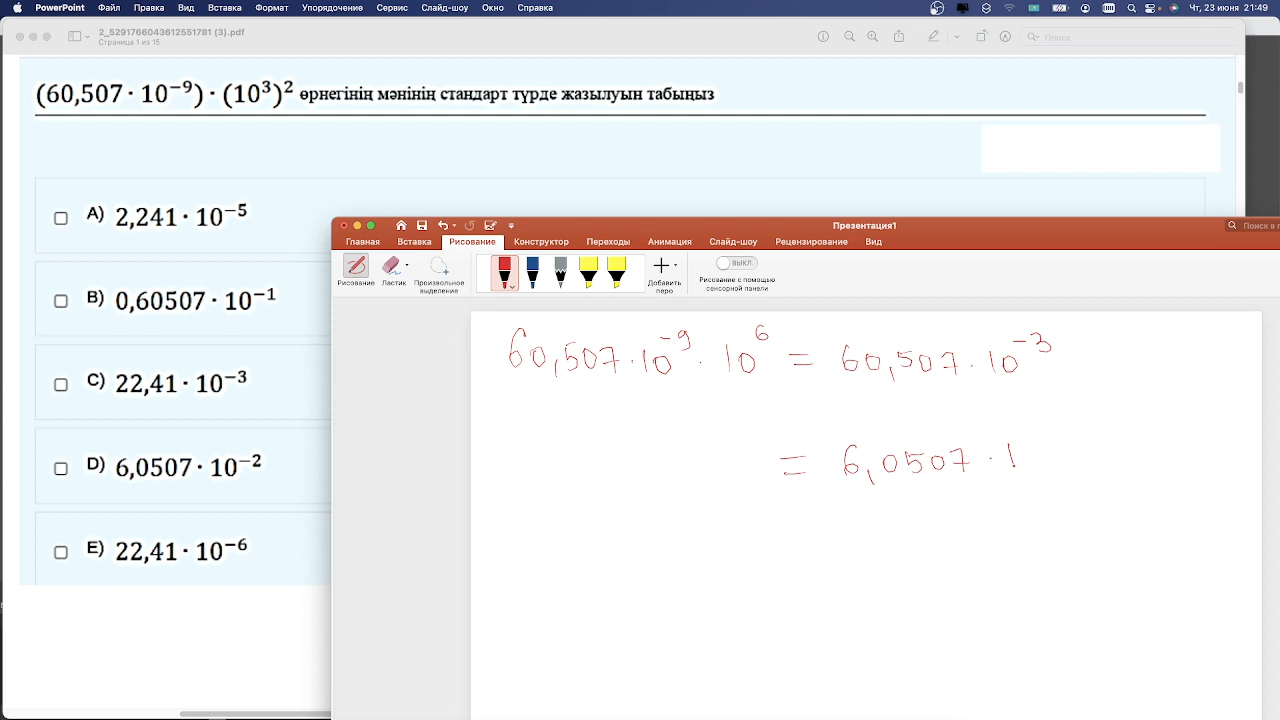 PowerPoint Файл Правка Вид Вставка Формат Упорядочение Сервис Слайд-шоу Окно Справка Чт, 23 июня 21:49
2_5291766043612551781 (3).pdf
Страница 1 из 15
Поиск
(60,507 · 10⁻⁹) · (10³)² өрнегінің мәнінің стандарт түрде жазылуын табыңыз
A) 2,241 · 10⁻⁵
B) 0,60507 · 10⁻¹
C) 22,41 · 10⁻³
D) 6,0507 · 10⁻²
E) 22,41 · 10⁻⁶
Презентация1
Поиск в п
Главная Вставка Рисование Конструктор Переходы Анимация Слайд-шоу Рецензирование Вид
Рисование Ластик Произвольное выделение Добавить перо
ВЫКЛ.
Рисование с помощью сенсорной панели
60,507 · 10⁻⁹ · 10⁶ = 60,507 · 10⁻³
= 6,0507 · 1